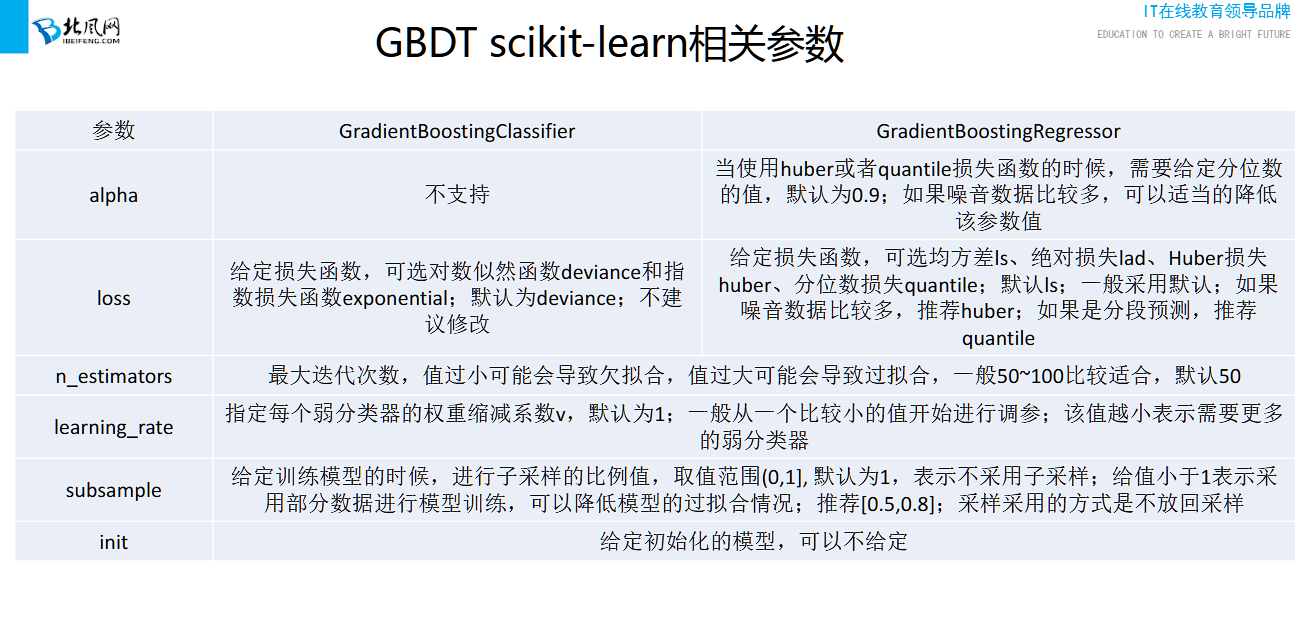 北风网
IBEIFENG.COM
IT在线教育领导品牌
EDUCATION TO CREATE A BRIGHT FUTURE
GBDT scikit-learn相关参数
参数
GradientBoostingClassifier
GradientBoostingRegressor
alpha
不支持
当使用huber或者quantile损失函数的时候，需要给定分位数
的值，默认为0.9；如果噪音数据比较多，可以适当的降低
该参数值
loss
给定损失函数，可选对数似然函数deviance和指
数损失函数exponential；默认为deviance；不建
议修改
给定损失函数，可选均方差ls、绝对损失lad、Huber损失
huber、分位数损失quantile；默认ls；一般采用默认；如果
噪音数据比较多，推荐huber；如果是分段预测，推荐
quantile
n_estimators
最大迭代次数，值过小可能会导致欠拟合，值过大可能会导致过拟合，一般50~100比较适合，默认50
learning_rate
指定每个弱分类器的权重缩减系数v，默认为1；一般从一个比较小的值开始进行调参；该值越小表示需要更多
的弱分类器
subsample
给定训练模型的时候，进行子采样的比例值，取值范围(0,1], 默认为1，表示不采用子采样；给值小于1表示采
用部分数据进行模型训练，可以降低模型的过拟合情况；推荐[0.5,0.8]；采样采用的方式是不放回采样
init
给定初始化的模型，可以不给定